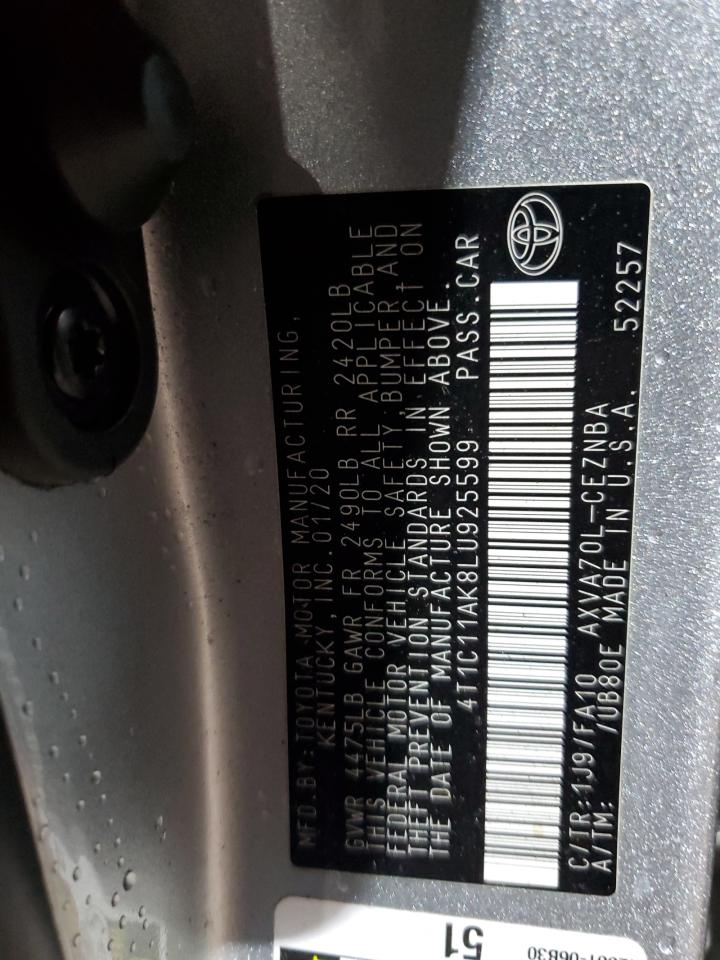 MFD.BY:TOYOTA MOTOR MANUFACTURING,
KENTUCKY, INC. 01/20
GVWR 4475LB GAWR FR 2490LB RR 2420LB
THIS VEHICLE CONFORMS TO ALL APPLICABLE
FEDERAL MOTOR VEHICLE SAFETY, BUMPER AND
THEFT PREVENTION STANDARDS IN EFFECT ON
THE DATE OF MANUFACTURE SHOWN ABOVE.
4T1C11AK8LU925599 PASS.CAR
C/TR:1J9/FA10 AXVA70L-CEZNBA
A/TM: /UB80E MADE IN U.S.A. 52257
51
06B30